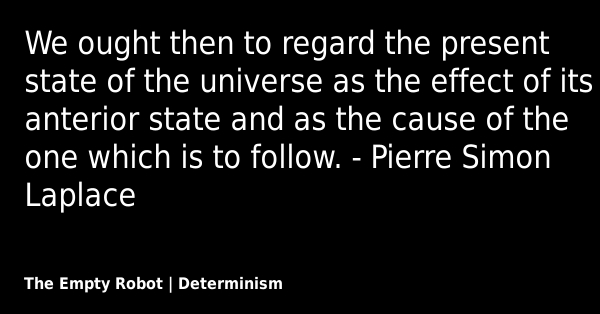 We ought then to regard the present
state of the universe as the effect of its
anterior state and as the cause of the
one which is to follow. - Pierre Simon
Laplace
The Empty Robot | Determinism